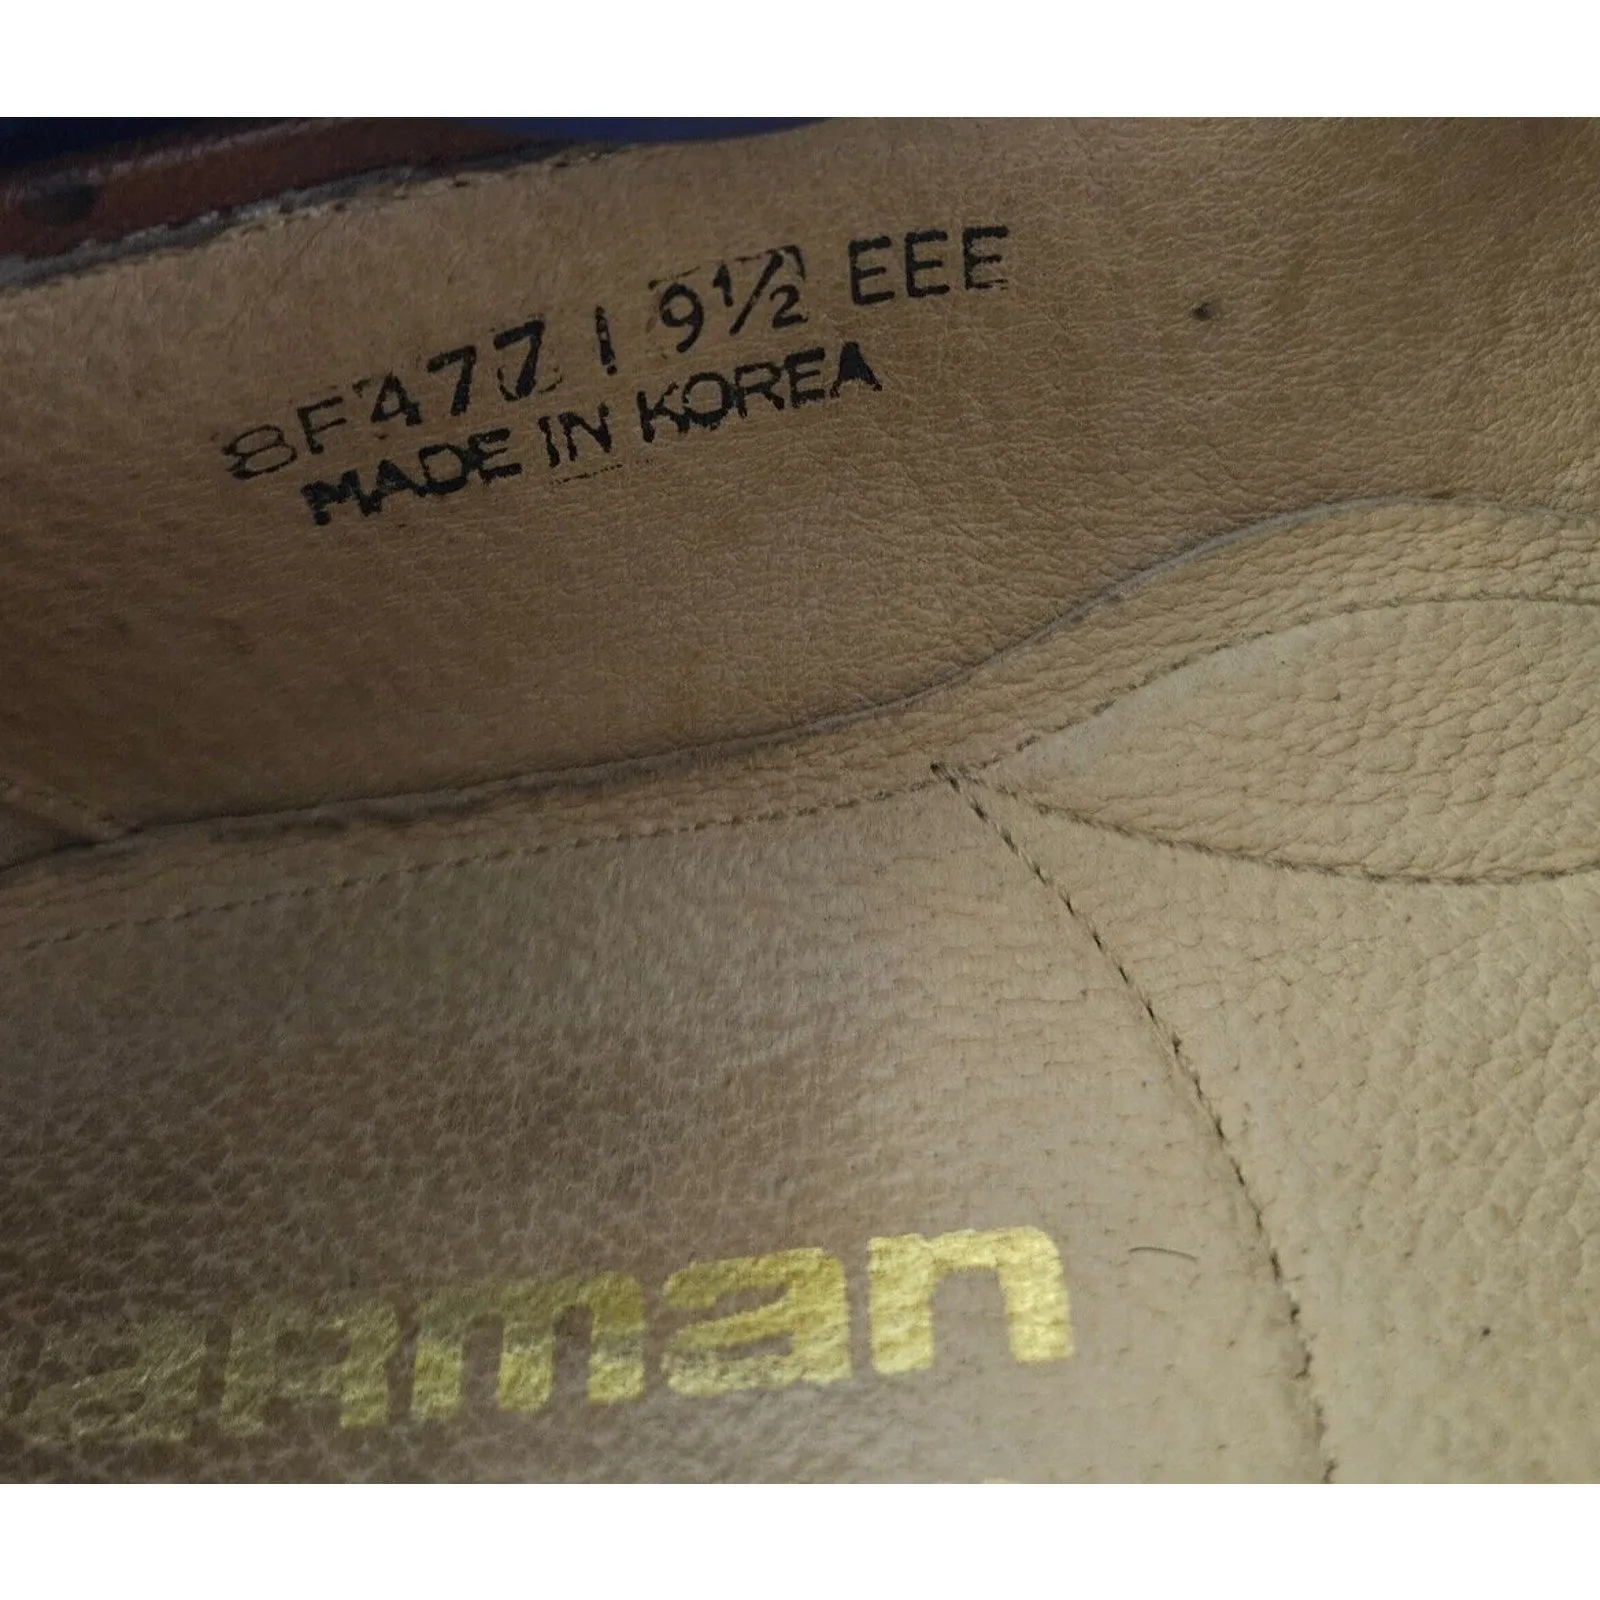 8F477 | 9½ EEE
MADE IN KOREA